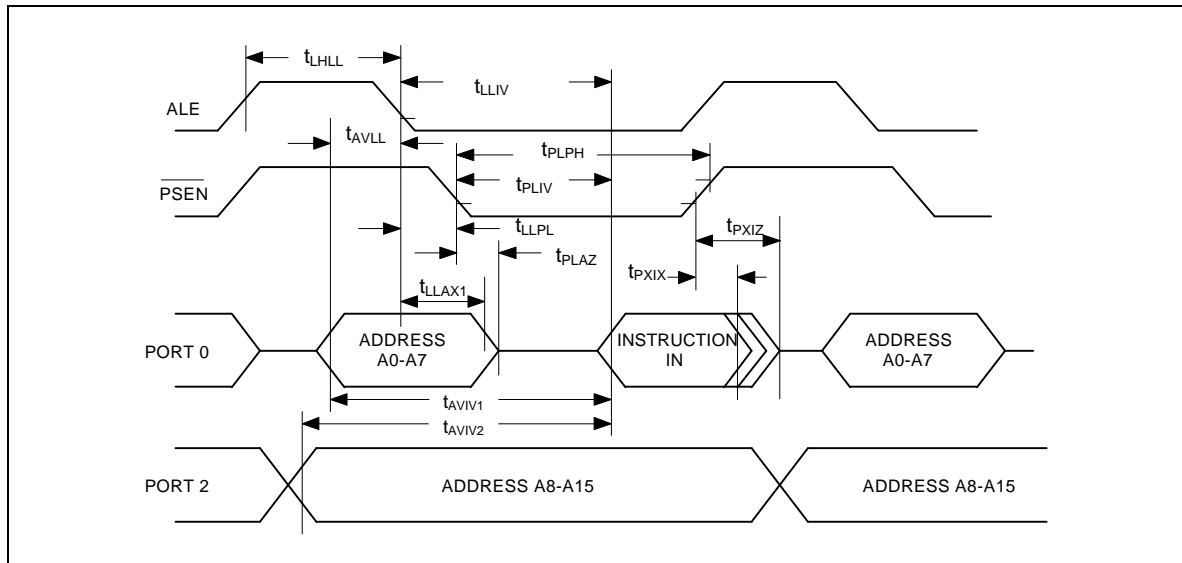 tLHLL
tLLIV
ALE
tAVLL
tPLPH
PSEN
tPLIV
tLLPL
tPXIZ
tPLAZ
tPXIX
tLLAX1
PORT 0
ADDRESS
A0-A7
INSTRUCTION
IN
ADDRESS
A0-A7
tAVIV1
tAVIV2
PORT 2
ADDRESS A8-A15
ADDRESS A8-A15